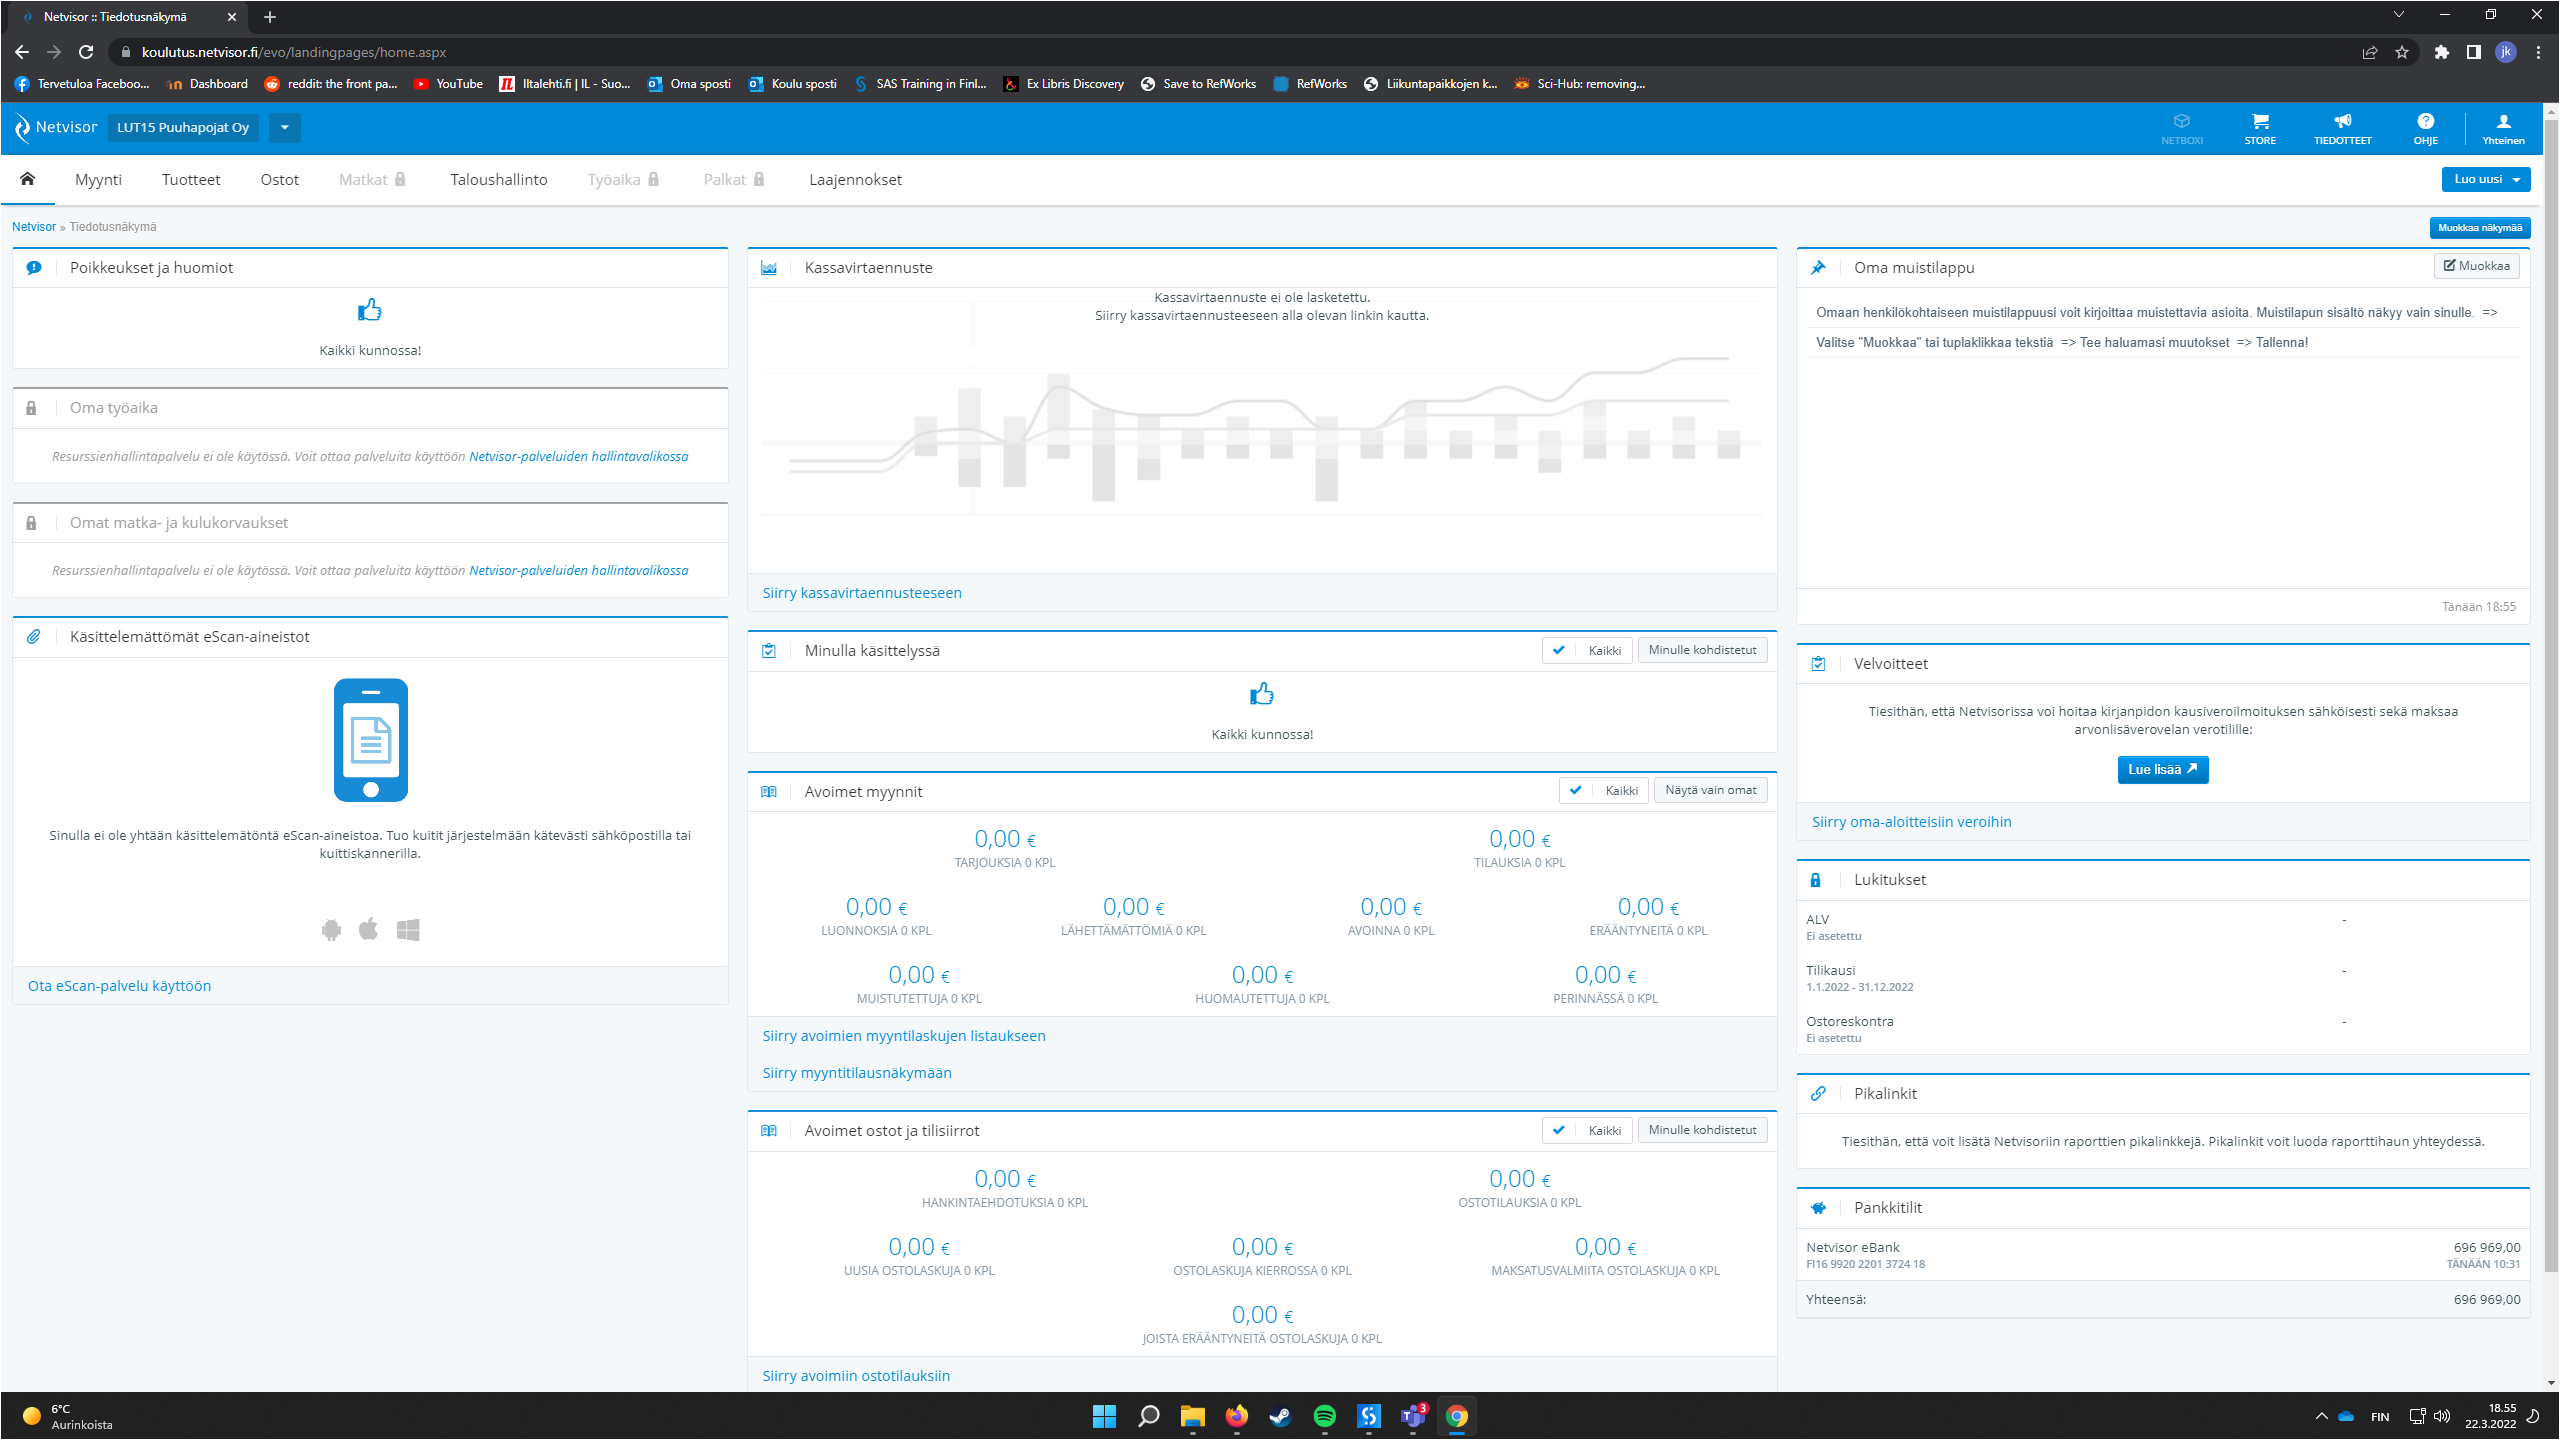 Netvisor :: Tiedotusnäkymä
koulutus.netvisor.fi/evo/landingpages/home.aspx
jk
Tervetuloa Faceboo...
Dashboard
reddit: the front pa...
YouTube
Iltalehti.fi | IL - Suo...
Oma sposti
Koulu sposti
SAS Training in Finl...
Ex Libris Discovery
Save to RefWorks
RefWorks
Liikuntapaikkojen k...
Sci-Hub: removing...
Netvisor
LUT15 Puuhapojat Oy
NETBOXI
STORE
TIEDOTTEET
OHJE
Yhteinen
Myynti
Tuotteet
Ostot
Matkat
Taloushallinto
Työaika
Palkat
Laajennokset
Luo uusi
Netvisor » Tiedotusnäkymä
Muokkaa näkymää
Poikkeukset ja huomiot
Kaikki kunnossa!
Oma työaika
Resurssienhallintapalvelu ei ole käytössä. Voit ottaa palveluita käyttöön Netvisor-palveluiden hallintavalikossa
Omat matka- ja kulukorvaukset
Resurssienhallintapalvelu ei ole käytössä. Voit ottaa palveluita käyttöön Netvisor-palveluiden hallintavalikossa
Käsittelemättömät eScan-aineistot
Sinulla ei ole yhtään käsittelemätöntä eScan-aineistoa. Tuo kuitit järjestelmään kätevästi sähköpostilla tai
kuittiskannerilla.
Ota eScan-palvelu käyttöön
Kassavirtaennuste
Kassavirtaennuste ei ole lasketettu.
Siirry kassavirtaennusteeseen alla olevan linkin kautta.
Siirry kassavirtaennusteeseen
Minulla käsittelyssä
Kaikki
Minulle kohdistetut
Kaikki kunnossa!
Avoimet myynnit
Kaikki
Näytä vain omat
0,00 €
0,00 €
TARJOUKSIA 0 KPL
TILAUKSIA 0 KPL
0,00 €
0,00 €
0,00 €
0,00 €
LUONNOKSIA 0 KPL
LÄHETTÄMÄTTÖMIÄ 0 KPL
AVOINNA 0 KPL
ERÄÄNTYNEITÄ 0 KPL
0,00 €
0,00 €
0,00 €
MUISTUTETTUJA 0 KPL
HUOMAUTETTUJA 0 KPL
PERINNÄSSÄ 0 KPL
Siirry avoimien myyntilaskujen listaukseen
Siirry myyntitilausnäkymään
Avoimet ostot ja tilisiirrot
Kaikki
Minulle kohdistetut
0,00 €
0,00 €
HANKINTAEHDOTUKSIA 0 KPL
OSTOTILAUKSIA 0 KPL
0,00 €
0,00 €
0,00 €
UUSIA OSTOLASKUJA 0 KPL
OSTOLASKUJA KIERROSSA 0 KPL
MAKSATUSVALMIITA OSTOLASKUJA 0 KPL
0,00 €
JOISTA ERÄÄNTYNEITÄ OSTOLASKUJA 0 KPL
Siirry avoimiin ostotilauksiin
Oma muistilappu
Muokkaa
Omaan henkilökohtaiseen muistilappuusi voit kirjoittaa muistettavia asioita. Muistilapun sisältö näkyy vain sinulle. =>
Valitse "Muokkaa" tai tuplaklikkaa tekstiä => Tee haluamasi muutokset => Tallenna!
Tänään 18:55
Velvoitteet
Tiesithän, että Netvisorissa voi hoitaa kirjanpidon kausiveroilmoituksen sähköisesti sekä maksaa
arvonlisäverovelan verotilille:
Lue lisää
Siirry oma-aloitteisiin veroihin
Lukitukset
ALV -
Ei asetettu
Tilikausi -
1.1.2022 - 31.12.2022
Ostoreskontra -
Ei asetettu
Pikalinkit
Tiesithän, että voit lisätä Netvisoriin raporttien pikalinkkejä. Pikalinkit voit luoda raporttihaun yhteydessä.
Pankkitilit
Netvisor eBank 696 969,00
FI16 9920 2201 3724 18 TÄNÄÄN 10:31
Yhteensä: 696 969,00
6°C
Aurinkoista
3
FIN
18.55
22.3.2022